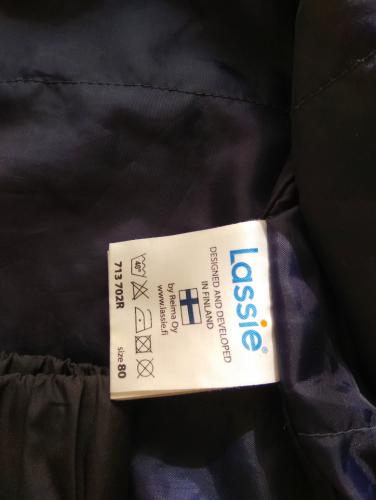 Lassie®
DESIGNED AND DEVELOPED
IN FINLAND
by Reima Oy
www.lassie.fi
40°
713 702R
size 80